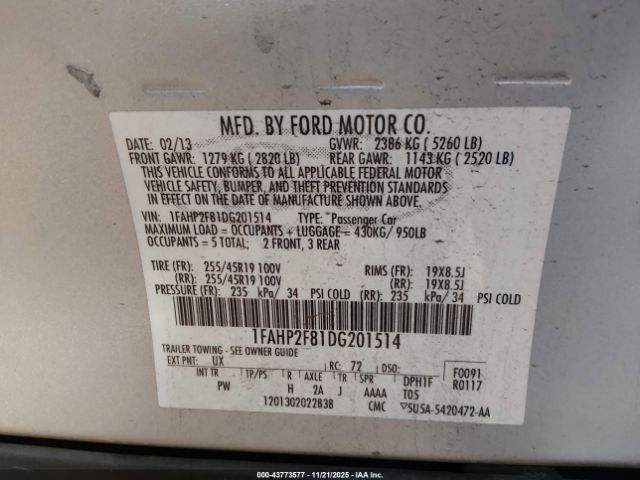 MFD. BY FORD MOTOR CO.
DATE: 02/13 GVWR: 2386 KG ( 5260 LB)
FRONT GAWR: 1279 KG ( 2820 LB) REAR GAWR: 1143 KG ( 2520 LB)
THIS VEHICLE CONFORMS TO ALL APPLICABLE FEDERAL MOTOR
VEHICLE SAFETY, BUMPER, AND THEFT PREVENTION STANDARDS
IN EFFECT ON THE DATE OF MANUFACTURE SHOWN ABOVE.
VIN: 1FAHP2F81DG201514 TYPE: Passenger Car
MAXIMUM LOAD = OCCUPANTS + LUGGAGE = 430KG/ 950LB
OCCUPANTS = 5 TOTAL; 2 FRONT, 3 REAR
TIRE (FR): 255/45R19 100V RIMS (FR): 19X8.5J
(RR): 255/45R19 100V (RR): 19X8.5J
PRESSURE (FR): 235 kPa/ 34 PSI COLD (RR): 235 kPa/ 34 PSI COLD
1FAHP2F81DG201514
TRAILER TOWING - SEE OWNER GUIDE
EXT PNT: UX RC: 72 DSO: F0091
INT TR TP/PS R AXLE TR SPR DPH1F R0117
PW H 2A J AAAA T05
1201302022838 CMC 5U5A-5420472-AA
000-43773577 - 11/21/2025 - IAAI.COM